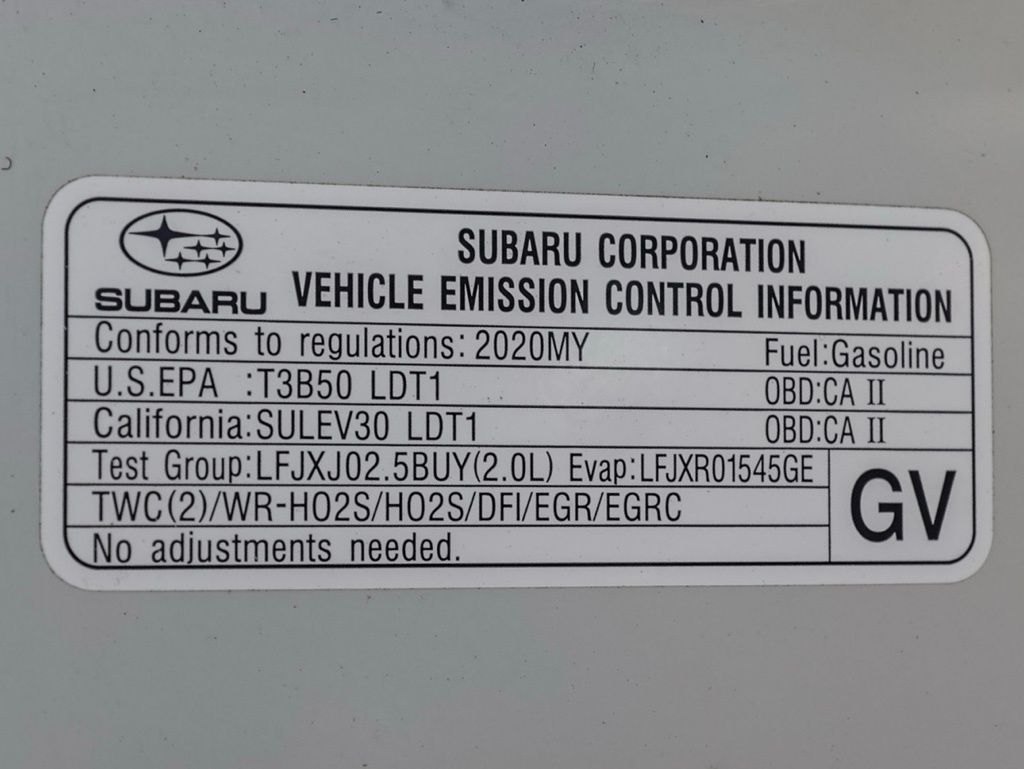 SUBARU CORPORATION
SUBARU VEHICLE EMISSION CONTROL INFORMATION
Conforms to regulations: 2020MY Fuel:Gasoline
U.S.EPA :T3B50 LDT1 OBD:CA II
California:SULEV30 LDT1 OBD:CA II
Test Group:LFJXJ02.5BUY(2.0L) Evap:LFJXR01545GE
TWC(2)/WR-HO2S/HO2S/DFI/EGR/EGRC
No adjustments needed.
GV